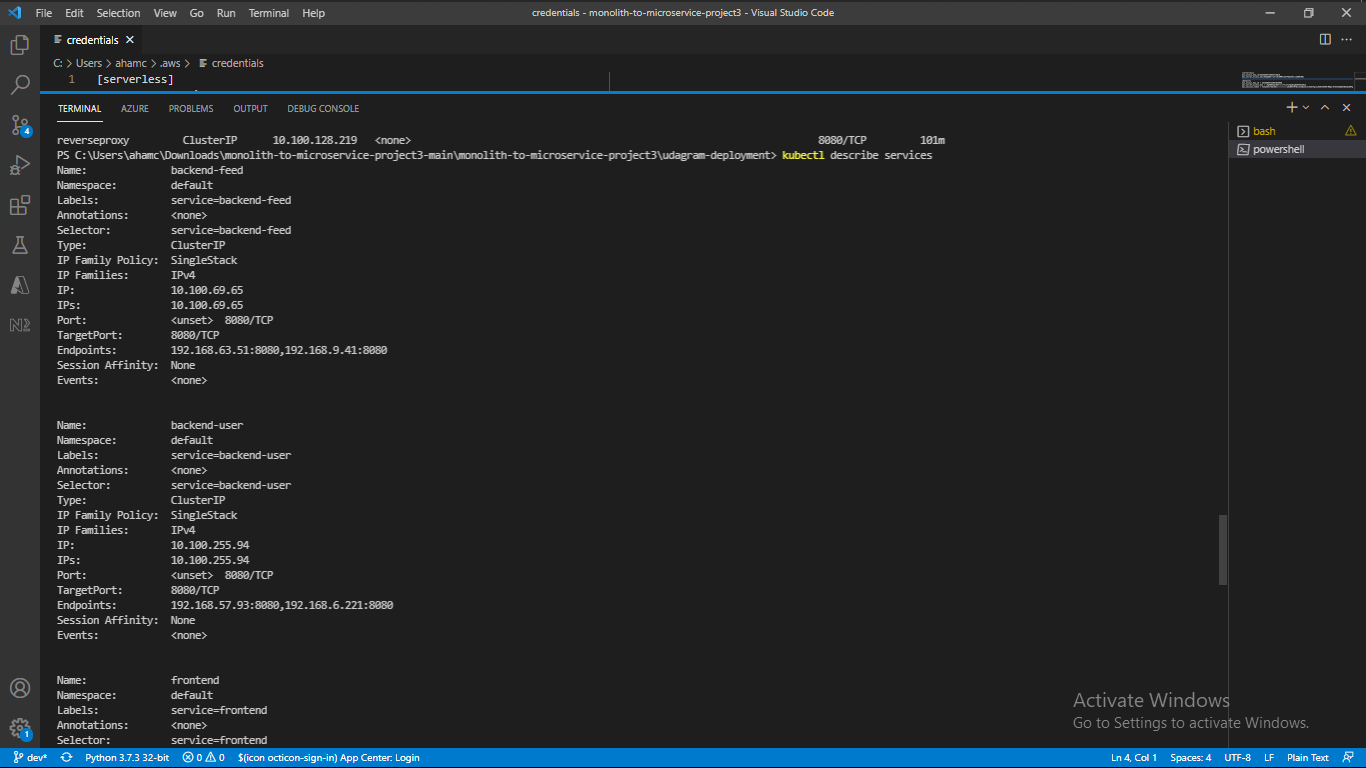 File Edit Selection View Go Run Terminal Help credentials - monolith-to-microservice-project3 - Visual Studio Code
credentials
C: > Users > ahamc > .aws > credentials
1 [serverless]
TERMINAL AZURE PROBLEMS OUTPUT DEBUG CONSOLE
bash
powershell
reverseproxy ClusterIP 10.100.128.219 <none> 8080/TCP 101m
PS C:\Users\ahamc\Downloads\monolith-to-microservice-project3-main\monolith-to-microservice-project3\udagram-deployment> kubectl describe services
Name: backend-feed
Namespace: default
Labels: service=backend-feed
Annotations: <none>
Selector: service=backend-feed
Type: ClusterIP
IP Family Policy: SingleStack
IP Families: IPv4
IP: 10.100.69.65
IPs: 10.100.69.65
Port: <unset> 8080/TCP
TargetPort: 8080/TCP
Endpoints: 192.168.63.51:8080,192.168.9.41:8080
Session Affinity: None
Events: <none>
Name: backend-user
Namespace: default
Labels: service=backend-user
Annotations: <none>
Selector: service=backend-user
Type: ClusterIP
IP Family Policy: SingleStack
IP Families: IPv4
IP: 10.100.255.94
IPs: 10.100.255.94
Port: <unset> 8080/TCP
TargetPort: 8080/TCP
Endpoints: 192.168.57.93:8080,192.168.6.221:8080
Session Affinity: None
Events: <none>
Name: frontend
Namespace: default
Labels: service=frontend
Annotations: <none>
Selector: service=frontend
Activate Windows
Go to Settings to activate Windows.
4
1
dev* Python 3.7.3 32-bit 0 0 $(icon octicon-sign-in) App Center: Login Ln 4, Col 1 Spaces: 4 UTF-8 LF Plain Text